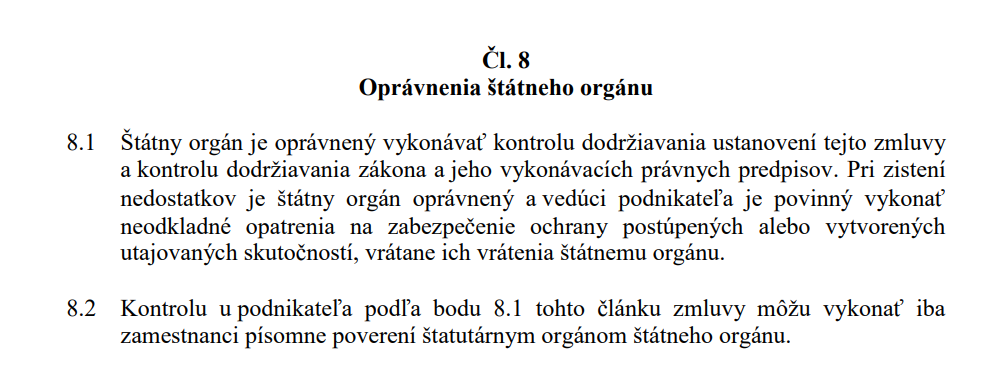 Čl. 8
Oprávnenia štátneho orgánu
8.1 Štátny orgán je oprávnený vykonávať kontrolu dodržiavania ustanovení tejto zmluvy
a kontrolu dodržiavania zákona a jeho vykonávacích právnych predpisov. Pri zistení
nedostatkov je štátny orgán oprávnený a vedúci podnikateľa je povinný vykonať
neodkladné opatrenia na zabezpečenie ochrany postúpených alebo vytvorených
utajovaných skutočností, vrátane ich vrátenia štátnemu orgánu.
8.2 Kontrolu u podnikateľa podľa bodu 8.1 tohto článku zmluvy môžu vykonať iba
zamestnanci písomne poverení štatutárnym orgánom štátneho orgánu.